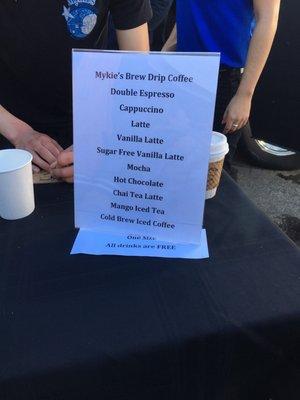 Mykie's Brew Drip Coffee
Double Espresso
Cappuccino
Latte
Vanilla Latte
Sugar Free Vanilla Latte
Mocha
Hot Chocolate
Chai Tea Latte
Mango Iced Tea
Cold Brew Iced Coffee
One Size
All drinks are FREE